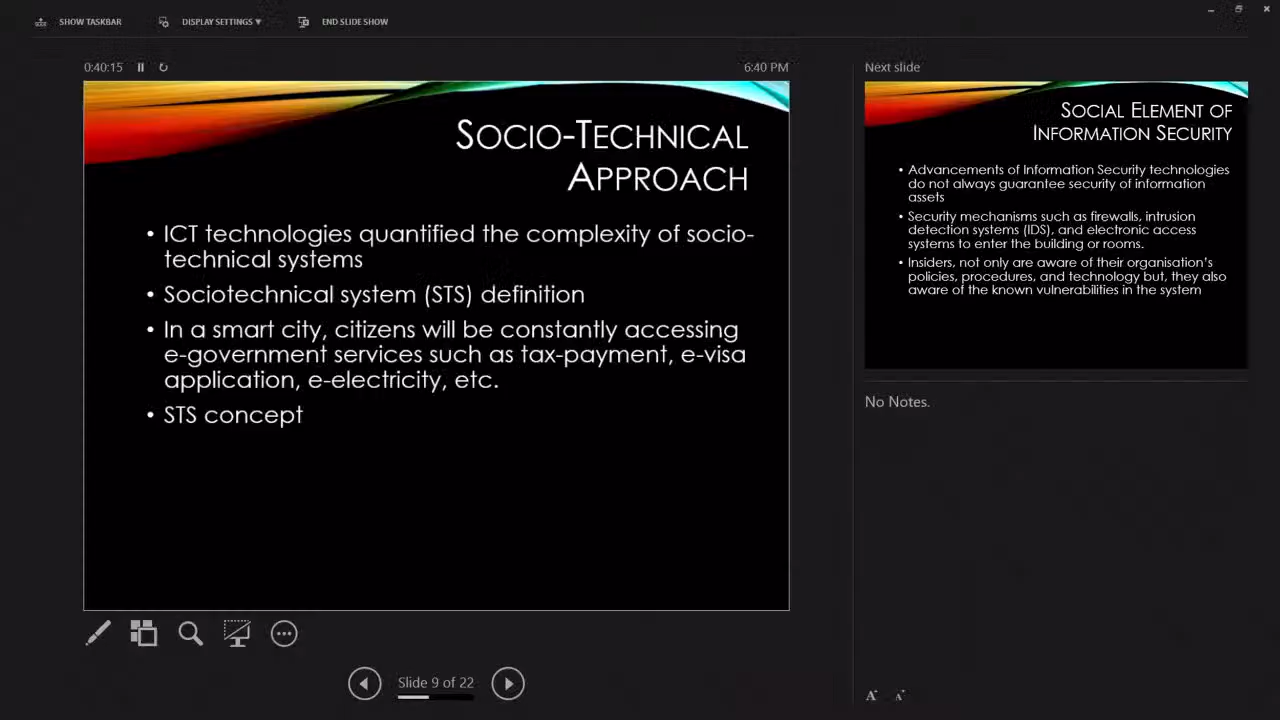 SHOW TASKBAR
DISPLAY SETTINGS ▼
END SLIDE SHOW
0:40:15
6:40 PM
SOCIO-TECHNICAL
APPROACH
• ICT technologies quantified the complexity of socio-
technical systems
• Sociotechnical system (STS) definition
• In a smart city, citizens will be constantly accessing
e-government services such as tax-payment, e-visa
application, e-electricity, etc.
• STS concept
Slide 9 of 22
Next slide
SOCIAL ELEMENT OF
INFORMATION SECURITY
• Advancements of Information Security technologies
do not always guarantee security of information
assets
• Security mechanisms such as firewalls, intrusion
detection systems (IDS), and electronic access
systems to enter the building or rooms.
• Insiders, not only are aware of their organisation's
policies, procedures, and technology but, they also
aware of the known vulnerabilities in the system
No Notes.
A A